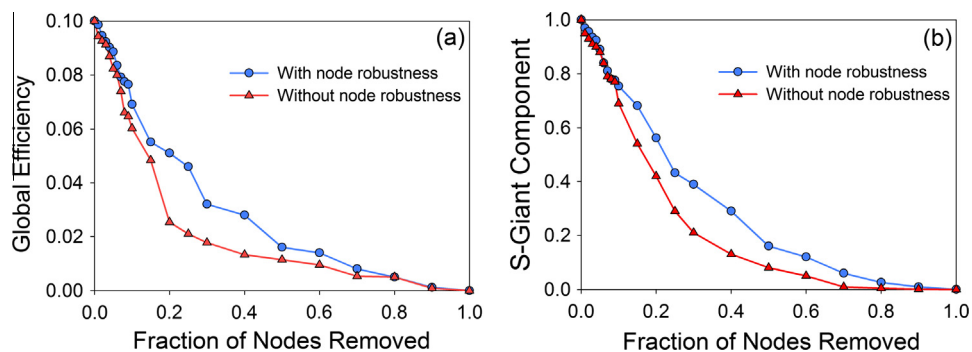 (a)
With node robustness
Without node robustness
Global Efficiency
0.10
0.08
0.06
0.04
0.02
0.00
0.0 0.2 0.4 0.6 0.8 1.0
Fraction of Nodes Removed
(b)
With node robustness
Without node robustness
S-Giant Component
1.0
0.8
0.6
0.4
0.2
0.0
0.0 0.2 0.4 0.6 0.8 1.0
Fraction of Nodes Removed